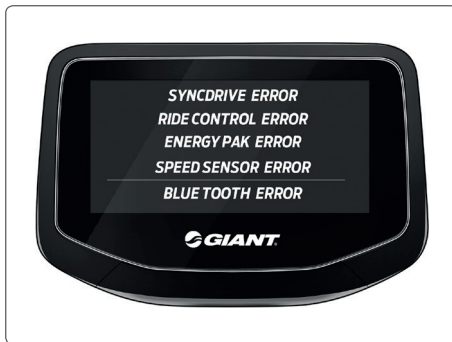 SYNCDRIVE ERROR
RIDE CONTROL ERROR
ENERGY PAK ERROR
SPEED SENSOR ERROR
BLUE TOOTH ERROR
GIANT